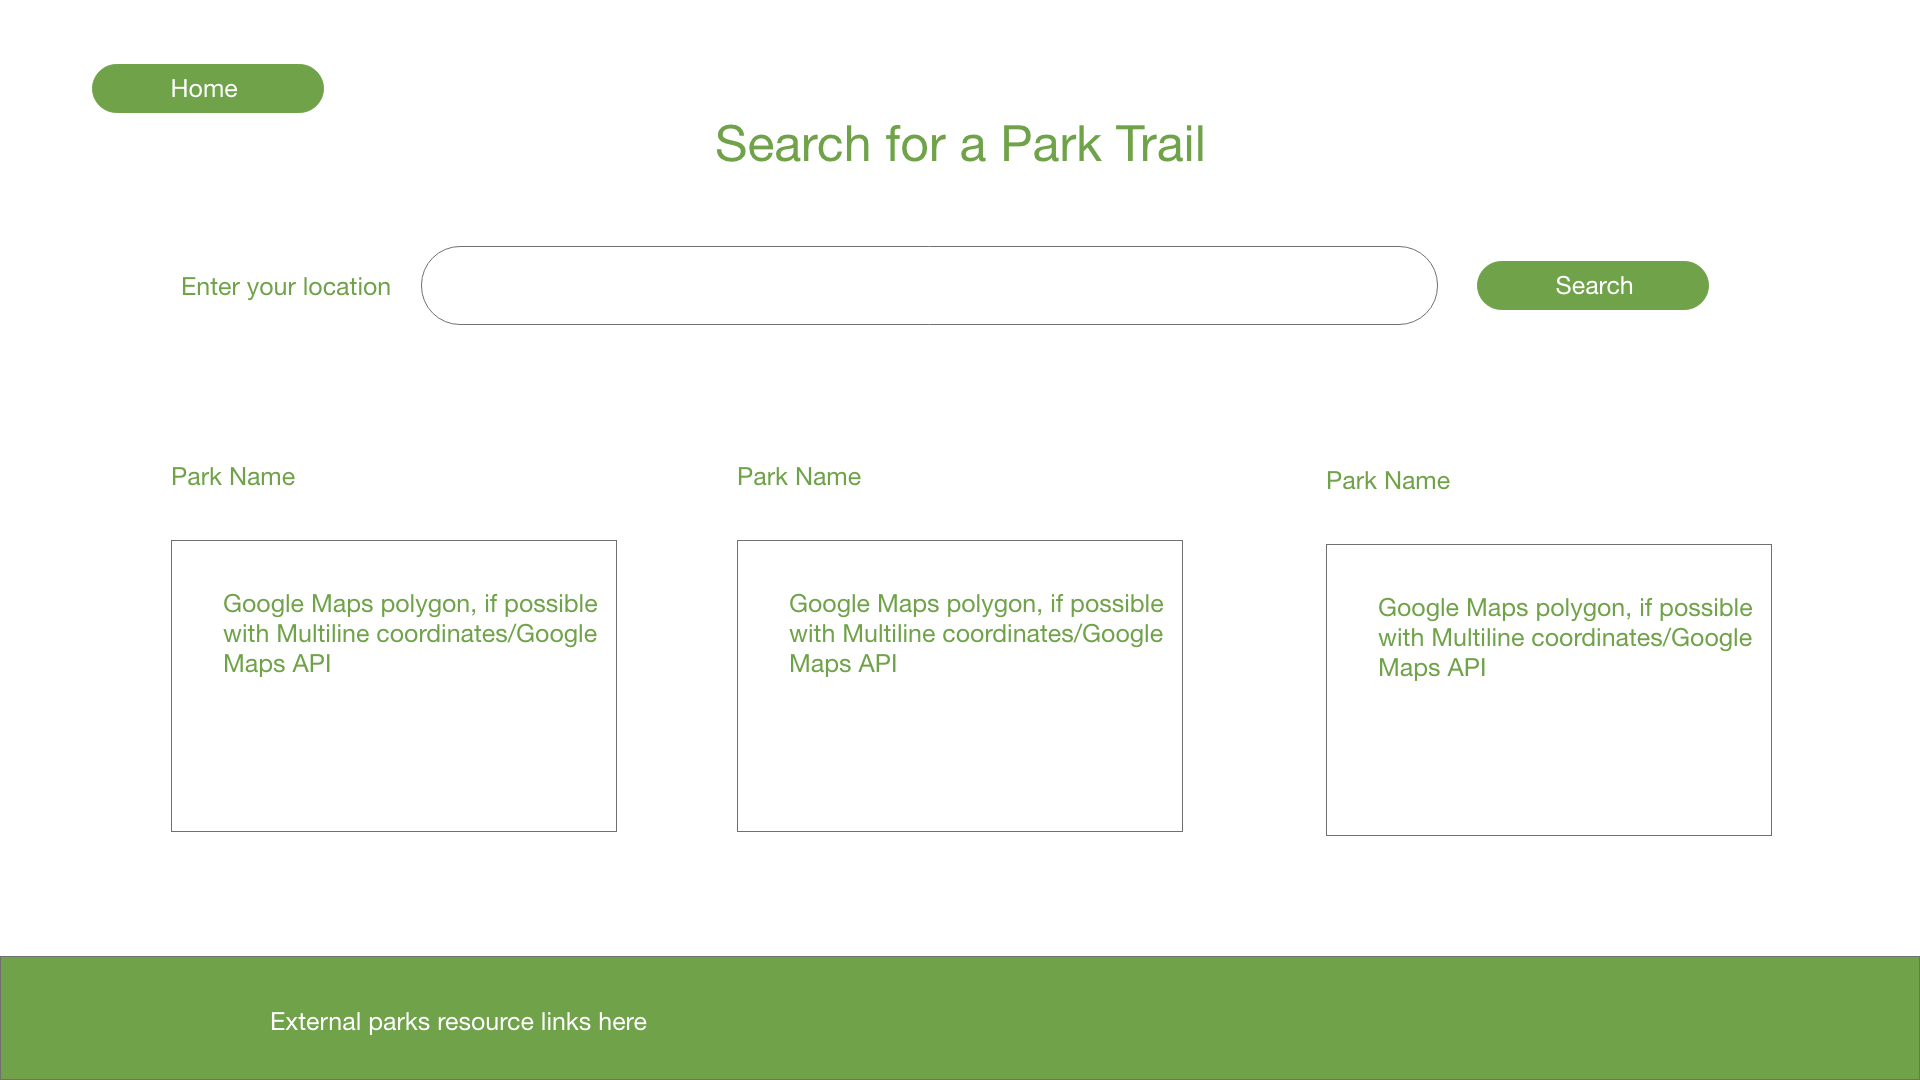 Home
Search for a Park Trail
Enter your location
Search
Park Name
Google Maps polygon, if possible
with Multiline coordinates/Google
Maps API
Park Name
Google Maps polygon, if possible
with Multiline coordinates/Google
Maps API
Park Name
Google Maps polygon, if possible
with Multiline coordinates/Google
Maps API
External parks resource links here